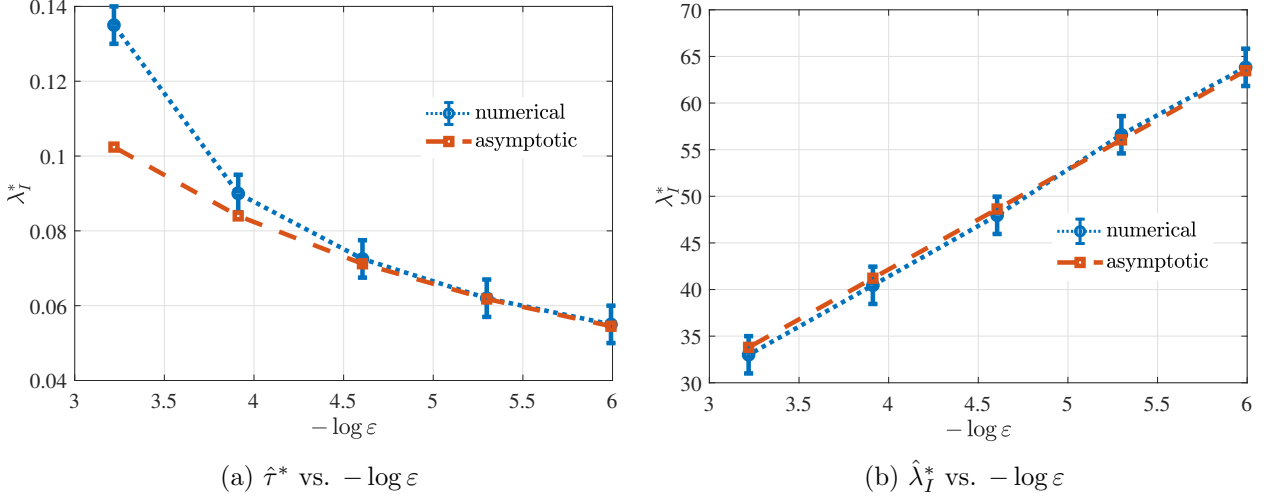 0.14
0.12
0.1
0.08
0.06
0.04
λ*_I
3
3.5
4
4.5
5
5.5
6
− log ε
numerical
asymptotic
(a) τ̂* vs. − log ε
70
65
60
55
50
45
40
35
30
λ*_I
3
3.5
4
4.5
5
5.5
6
− log ε
numerical
asymptotic
(b) λ̂*_I vs. − log ε